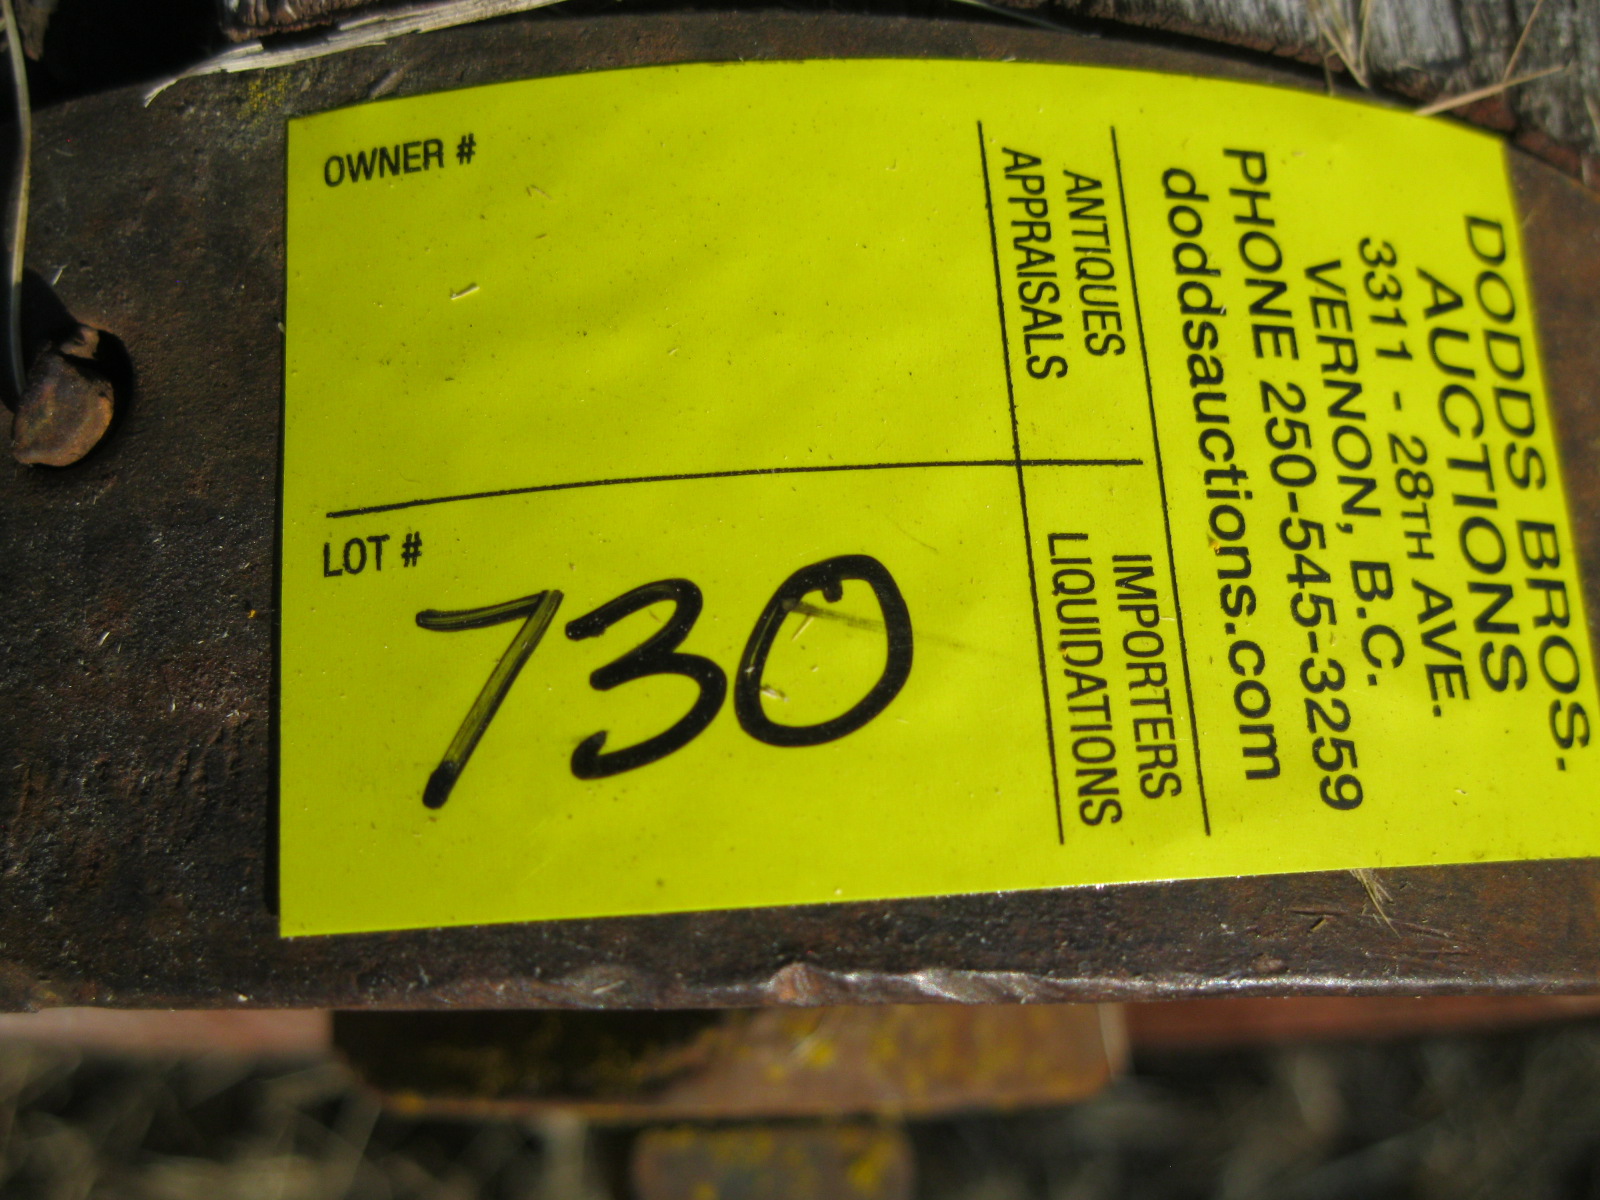 DODDS BROS.
AUCTIONS
3311 - 28TH AVE.
VERNON, B.C.
PHONE 250-545-3259
doddsauctions.com
ANTIQUES
APPRAISALS
IMPORTERS
LIQUIDATIONS
OWNER #
LOT #
730